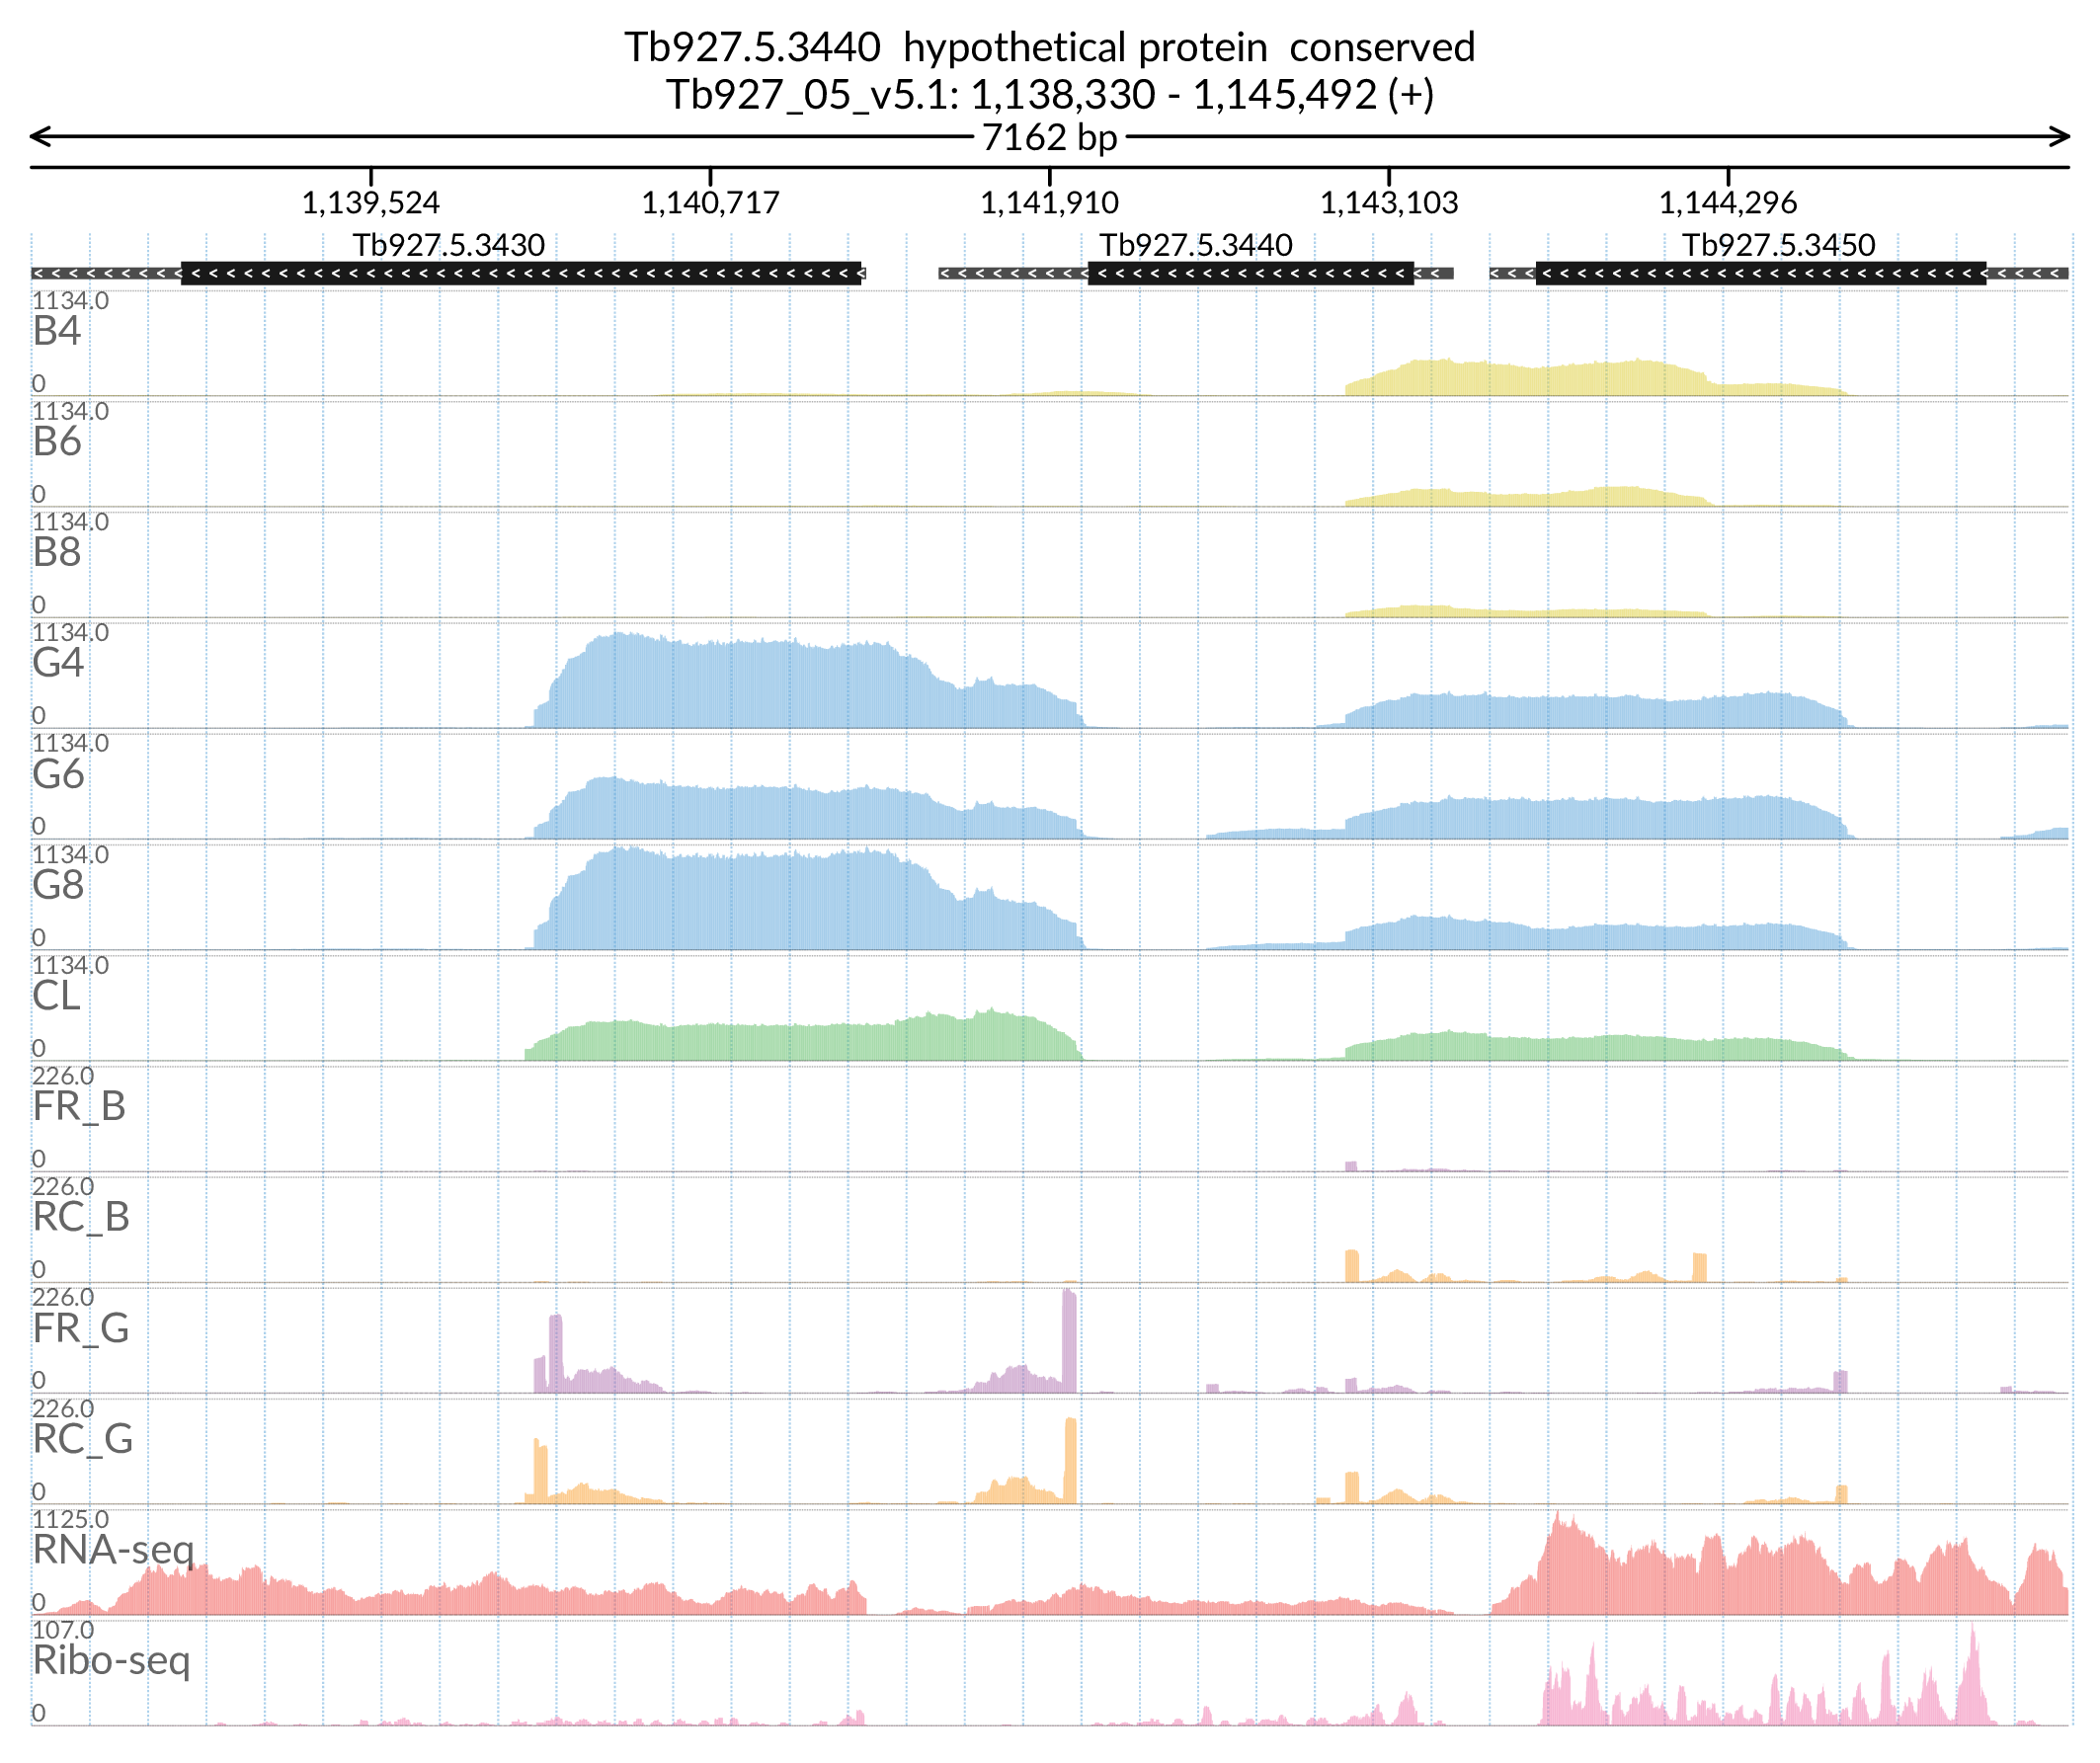 Tb927.5.3440  hypothetical protein  conserved
Tb927_05_v5.1: 1,138,330 - 1,145,492 (+)
7162 bp
1,139,524 1,140,717 1,141,910 1,143,103 1,144,296
Tb927.5.3430 Tb927.5.3440 Tb927.5.3450
1134.0
B4
0
1134.0
B6
0
1134.0
B8
0
1134.0
G4
0
1134.0
G6
0
1134.0
G8
0
1134.0
CL
0
226.0
FR_B
0
226.0
RC_B
0
226.0
FR_G
0
226.0
RC_G
0
1125.0
RNA-seq
0
107.0
Ribo-seq
0